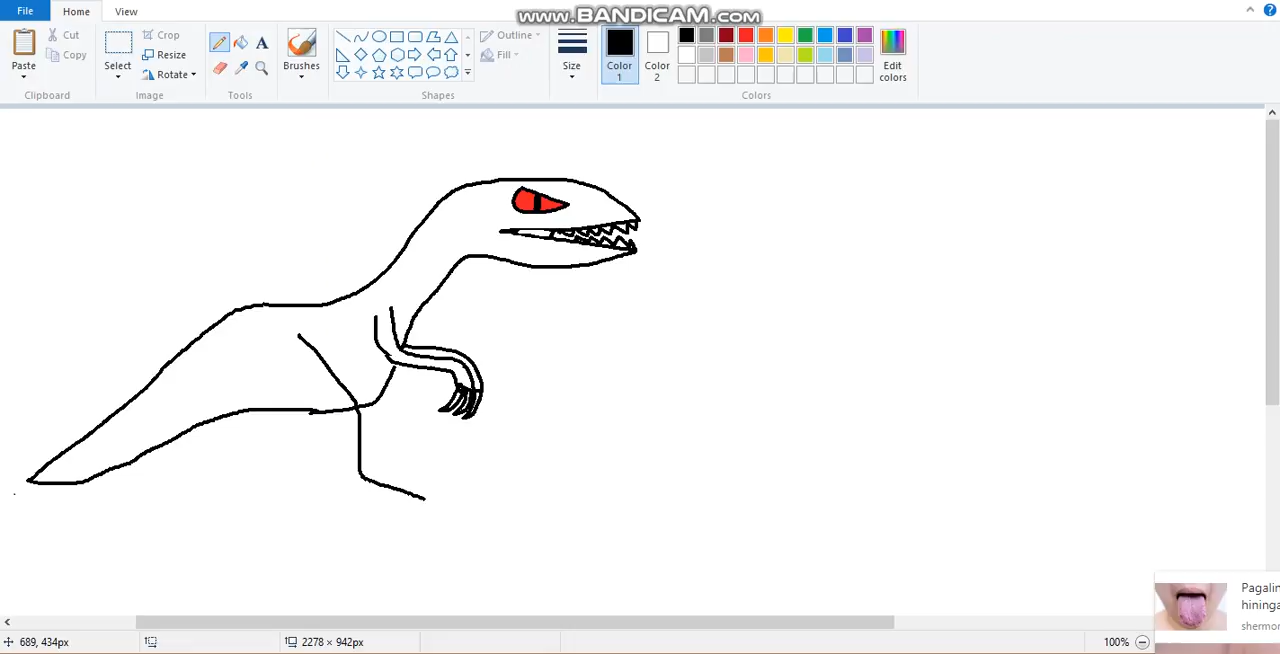 www.BANDICAM.com
File
Home
View
Paste
Cut
Copy
Clipboard
Select
Crop
Resize
Rotate
Image
A
Tools
Brushes
Shapes
Outline
Fill
Size
Color 1
Color 2
Edit colors
Colors
Pagalin
hininga
shermor
689, 434px
2278 × 942px
100%